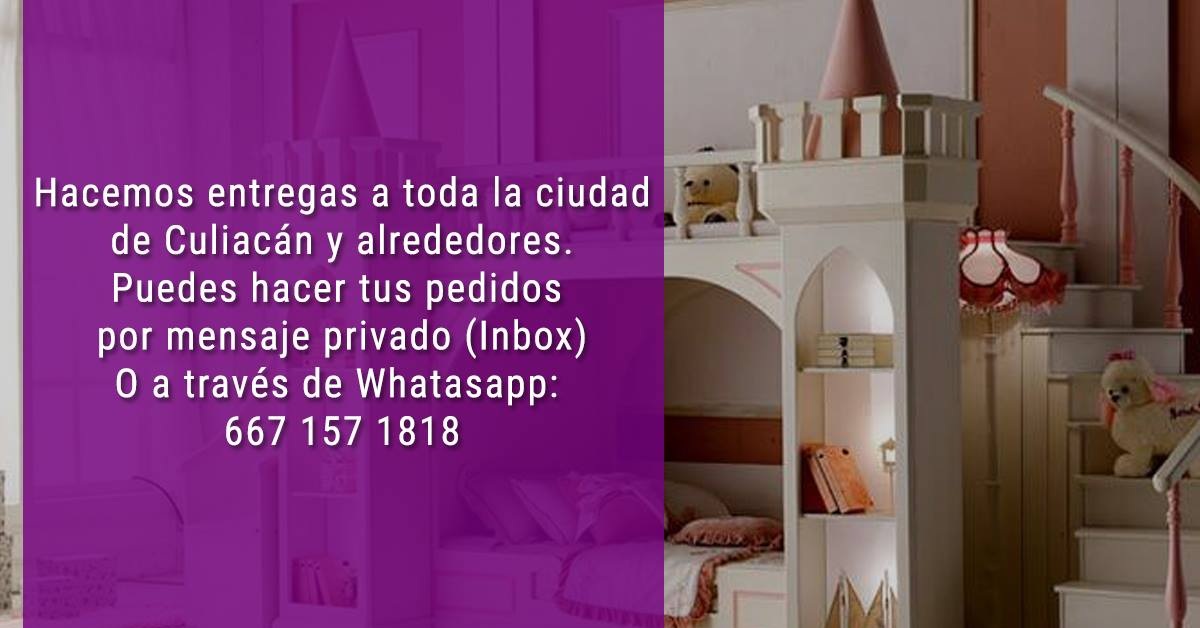 Hacemos entregas a toda la ciudad
de Culiacán y alrededores.
Puedes hacer tus pedidos
por mensaje privado (Inbox)
O a través de Whatasapp:
667 157 1818